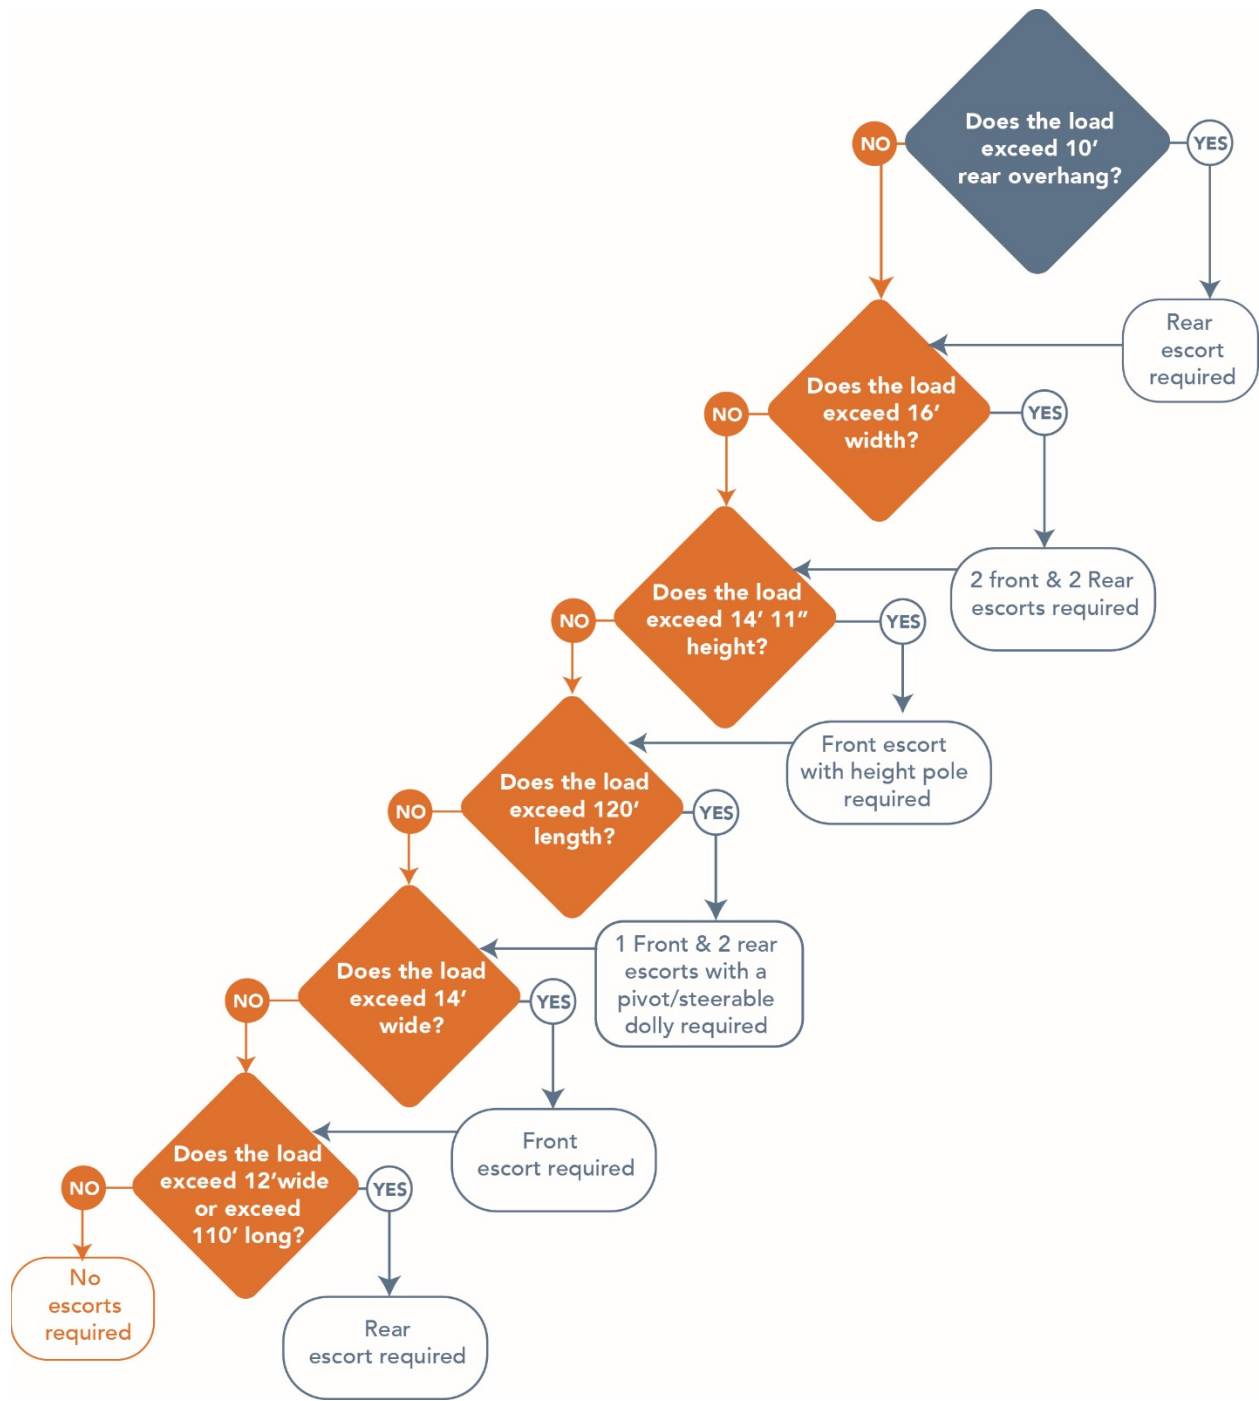 Does the load
exceed 10'
rear overhang?
NO
YES
Rear
escort
required
Does the load
exceed 16'
width?
NO
YES
2 front & 2 Rear
escorts required
Does the load
exceed 14' 11"
height?
NO
YES
Front escort
with height pole
required
Does the load
exceed 120'
length?
NO
YES
1 Front & 2 rear
escorts with a
pivot/steerable
dolly required
Does the load
exceed 14'
wide?
NO
YES
Front
escort required
Does the load
exceed 12'wide
or exceed
110' long?
NO
YES
No
escorts
required
Rear
escort required